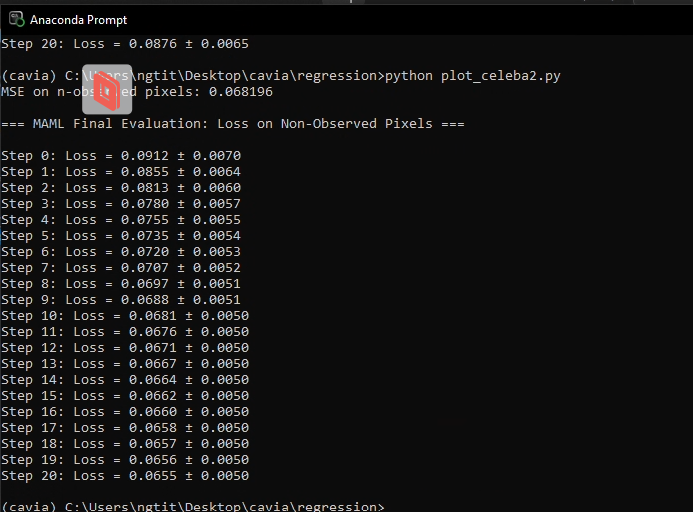 Anaconda Prompt
Step 20: Loss = 0.0876 ± 0.0065
(cavia) C:\Users\ngtit\Desktop\cavia\regression>python plot_celeba2.py
MSE on n-observed pixels: 0.068196
=== MAML Final Evaluation: Loss on Non-Observed Pixels ===
Step 0: Loss = 0.0912 ± 0.0070
Step 1: Loss = 0.0855 ± 0.0064
Step 2: Loss = 0.0813 ± 0.0060
Step 3: Loss = 0.0780 ± 0.0057
Step 4: Loss = 0.0755 ± 0.0055
Step 5: Loss = 0.0735 ± 0.0054
Step 6: Loss = 0.0720 ± 0.0053
Step 7: Loss = 0.0707 ± 0.0052
Step 8: Loss = 0.0697 ± 0.0051
Step 9: Loss = 0.0688 ± 0.0051
Step 10: Loss = 0.0681 ± 0.0050
Step 11: Loss = 0.0676 ± 0.0050
Step 12: Loss = 0.0671 ± 0.0050
Step 13: Loss = 0.0667 ± 0.0050
Step 14: Loss = 0.0664 ± 0.0050
Step 15: Loss = 0.0662 ± 0.0050
Step 16: Loss = 0.0660 ± 0.0050
Step 17: Loss = 0.0658 ± 0.0050
Step 18: Loss = 0.0657 ± 0.0050
Step 19: Loss = 0.0656 ± 0.0050
Step 20: Loss = 0.0655 ± 0.0050
(cavia) C:\Users\ngtit\Desktop\cavia\regression>